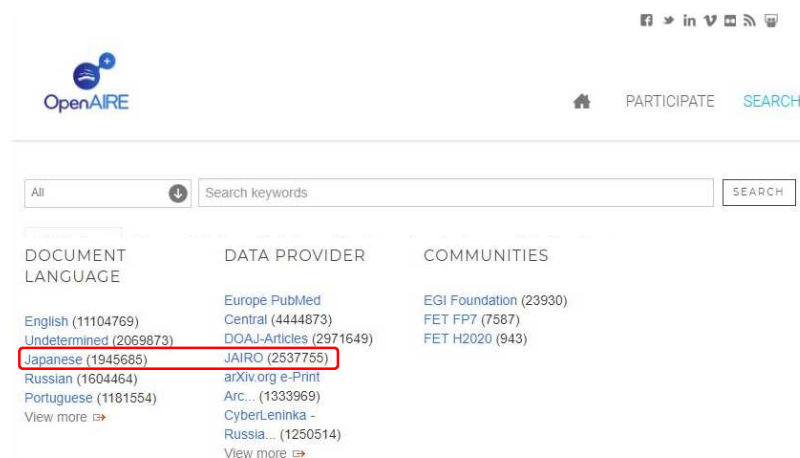 OpenAIRE
PARTICIPATE SEARCH
All
Search keywords
SEARCH
DOCUMENT
LANGUAGE
English (11104769)
Undetermined (2069873)
Japanese (1945685)
Russian (1604464)
Portuguese (1181554)
View more
DATA PROVIDER
Europe PubMed
Central (4444873)
DOAJ-Articles (2971649)
JAIRO (2537755)
arXiv.org e-Print
Arc... (1333969)
CyberLeninka -
Russia... (1250514)
View more
COMMUNITIES
EGI Foundation (23930)
FET FP7 (7587)
FET H2020 (943)